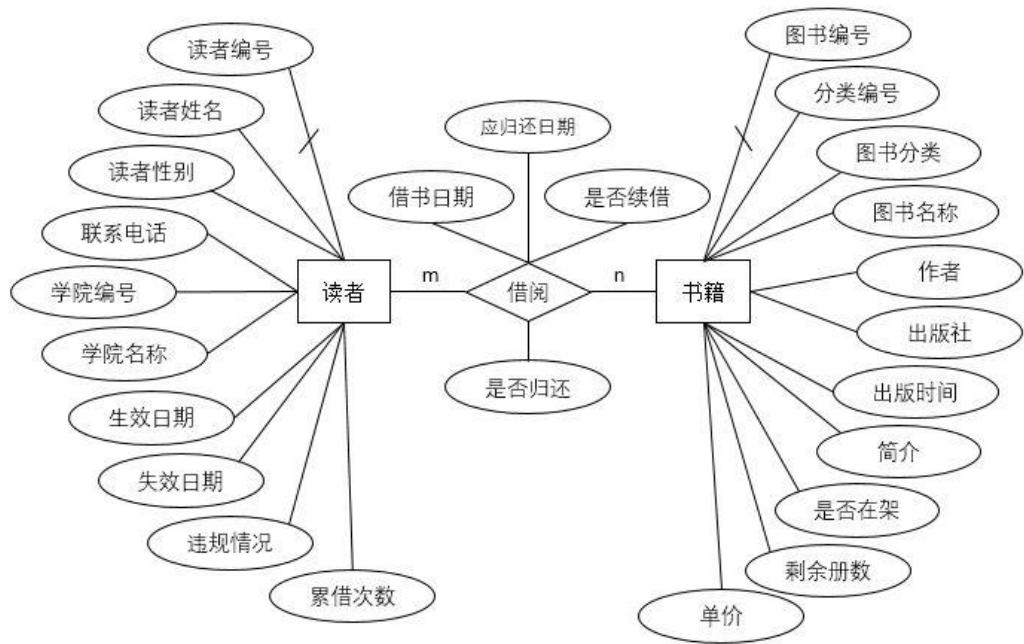 读者编号
读者姓名
读者性别
联系电话
学院编号
学院名称
生效日期
失效日期
违规情况
累借次数
读者
m
借书日期
应归还日期
是否续借
借阅
是否归还
n
书籍
图书编号
分类编号
图书分类
图书名称
作者
出版社
出版时间
简介
是否在架
剩余册数
单价